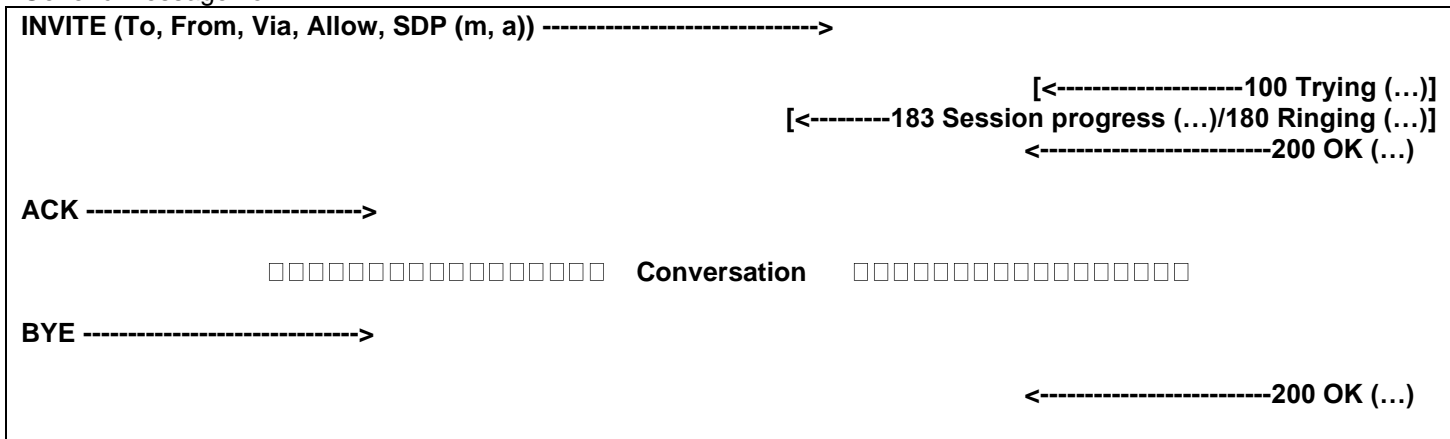 INVITE (To, From, Via, Allow, SDP (m, a)) ------------------------------->
[<---------------------100 Trying (…)]
[<---------183 Session progress (…)/180 Ringing (…)]
<--------------------------200 OK (…)
ACK ------------------------------->
□□□□□□□□□□□□□□□□□ Conversation □□□□□□□□□□□□□□□□□
BYE ------------------------------->
<--------------------------200 OK (…)